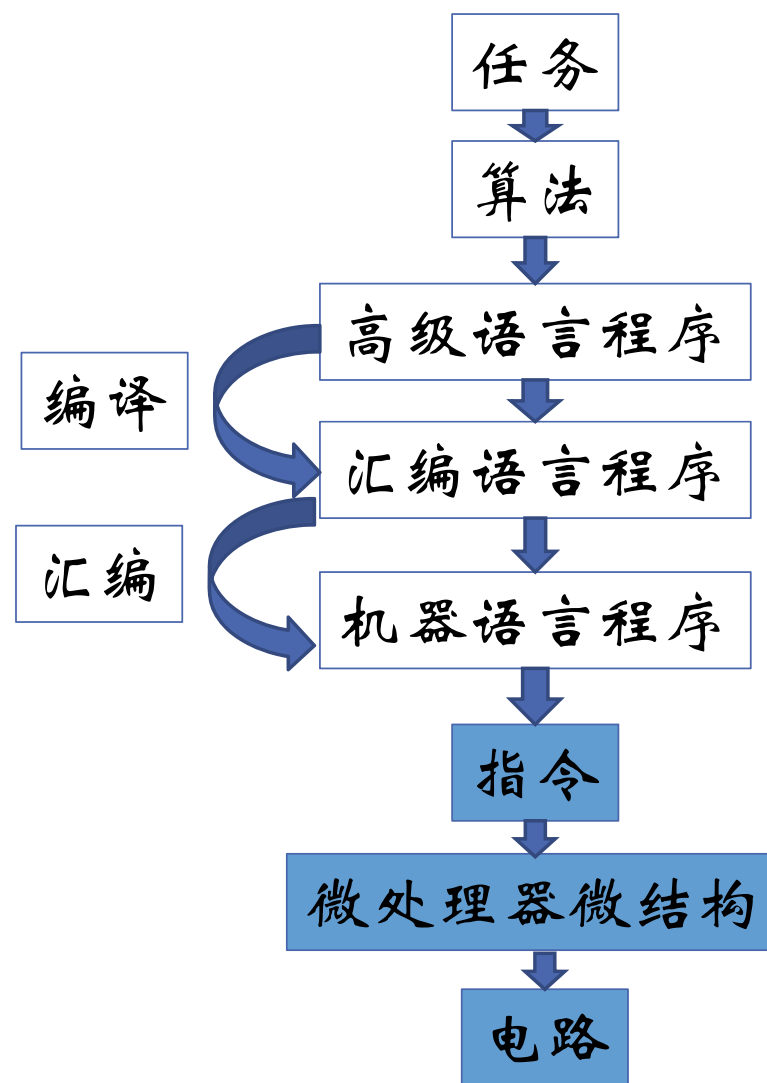 任务
算法
高级语言程序
编译
汇编语言程序
汇编
机器语言程序
指令
微处理器微结构
电路